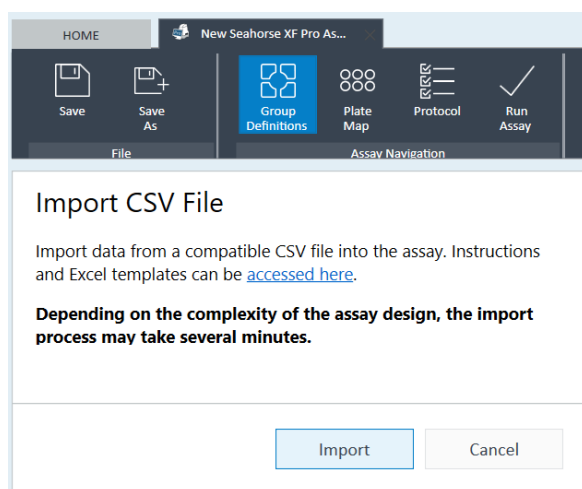 HOME
New Seahorse XF Pro As...
Save
Save
As
Group
Definitions
Plate
Map
Protocol
Run
Assay
File
Assay Navigation
Import CSV File
Import data from a compatible CSV file into the assay. Instructions
and Excel templates can be accessed here.
Depending on the complexity of the assay design, the import
process may take several minutes.
Import
Cancel